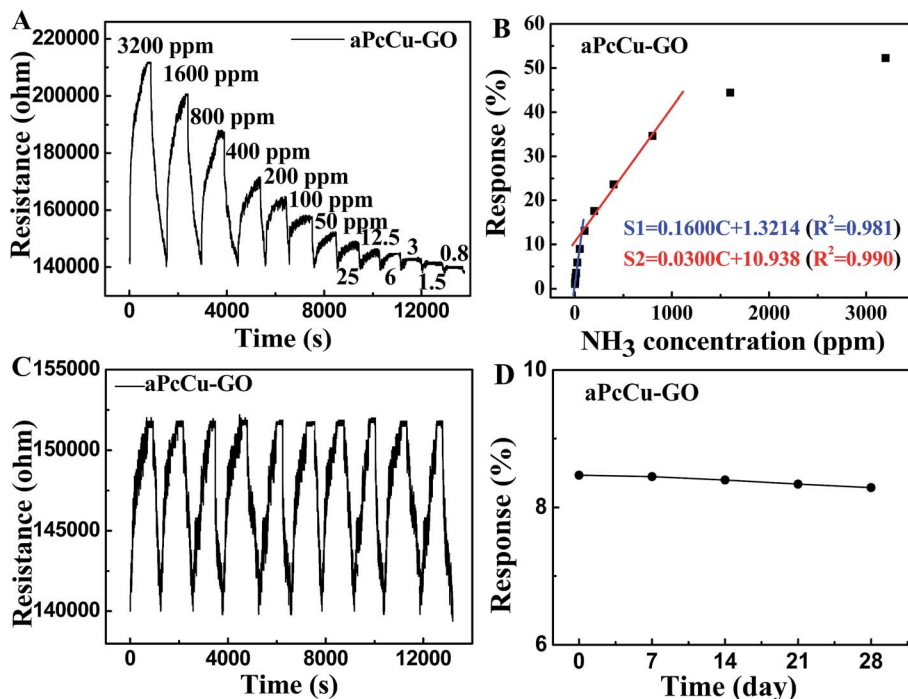 A
aPcCu-GO
3200 ppm
1600 ppm
800 ppm
400 ppm
200 ppm
100 ppm
50 ppm
25
12.5
6
3
1.5
0.8
220000
200000
180000
160000
140000
Resistance (ohm)
0 4000 8000 12000
Time (s)
B
aPcCu-GO
60
50
40
30
20
10
0
Response (%)
S1=0.1600C+1.3214 (R²=0.981)
S2=0.0300C+10.938 (R²=0.990)
0 1000 2000 3000
NH₃ concentration (ppm)
C
aPcCu-GO
155000
150000
145000
140000
Resistance (ohm)
0 4000 8000 12000
Time (s)
D
aPcCu-GO
10
8
6
Response (%)
0 7 14 21 28
Time (day)